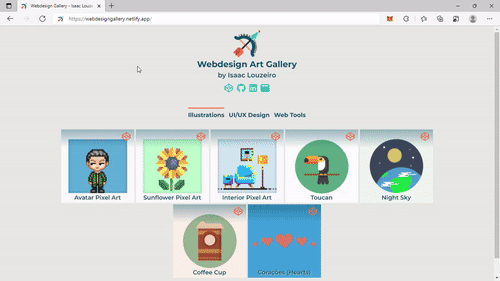 Webdesign Gallery - Isaac Louzeiro
https://webdesigngallery.netlify.app/
Webdesign Art Gallery
by Isaac Louzeiro
Illustrations UI/UX Design Web Tools
Avatar Pixel Art Sunflower Pixel Art Interior Pixel Art Toucan Night Sky
Coffee Cup Corações (Hearts)